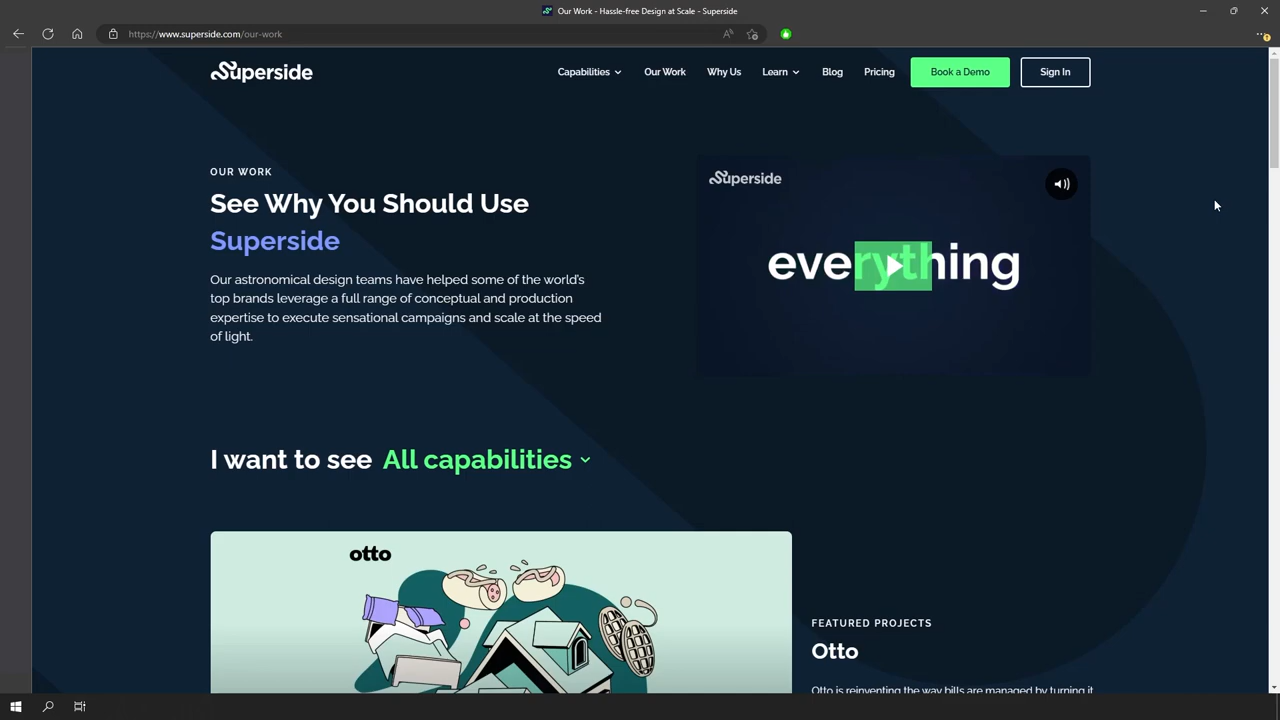 Our Work - Hassle-free Design at Scale - Superside
https://www.superside.com/our-work
Superside
Capabilities
Our Work
Why Us
Learn
Blog
Pricing
Book a Demo
Sign In
OUR WORK
See Why You Should Use
Superside
Our astronomical design teams have helped some of the world's
top brands leverage a full range of conceptual and production
expertise to execute sensational campaigns and scale at the speed
of light.
Superside
everything
I want to see All capabilities
otto
FEATURED PROJECTS
Otto
Otto is reinventing the way bills are managed by turning it